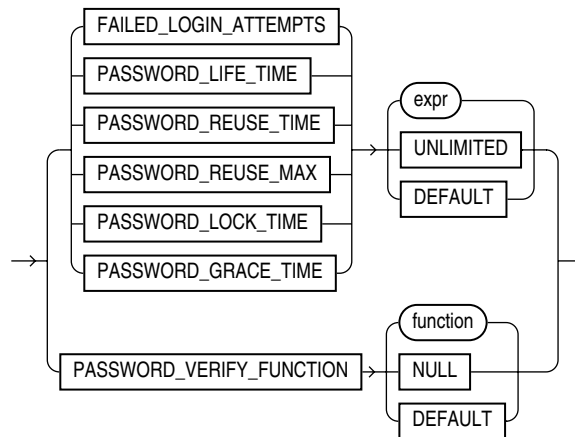 FAILED_LOGIN_ATTEMPTS
PASSWORD_LIFE_TIME
PASSWORD_REUSE_TIME
PASSWORD_REUSE_MAX
PASSWORD_LOCK_TIME
PASSWORD_GRACE_TIME
expr
UNLIMITED
DEFAULT
PASSWORD_VERIFY_FUNCTION
function
NULL
DEFAULT